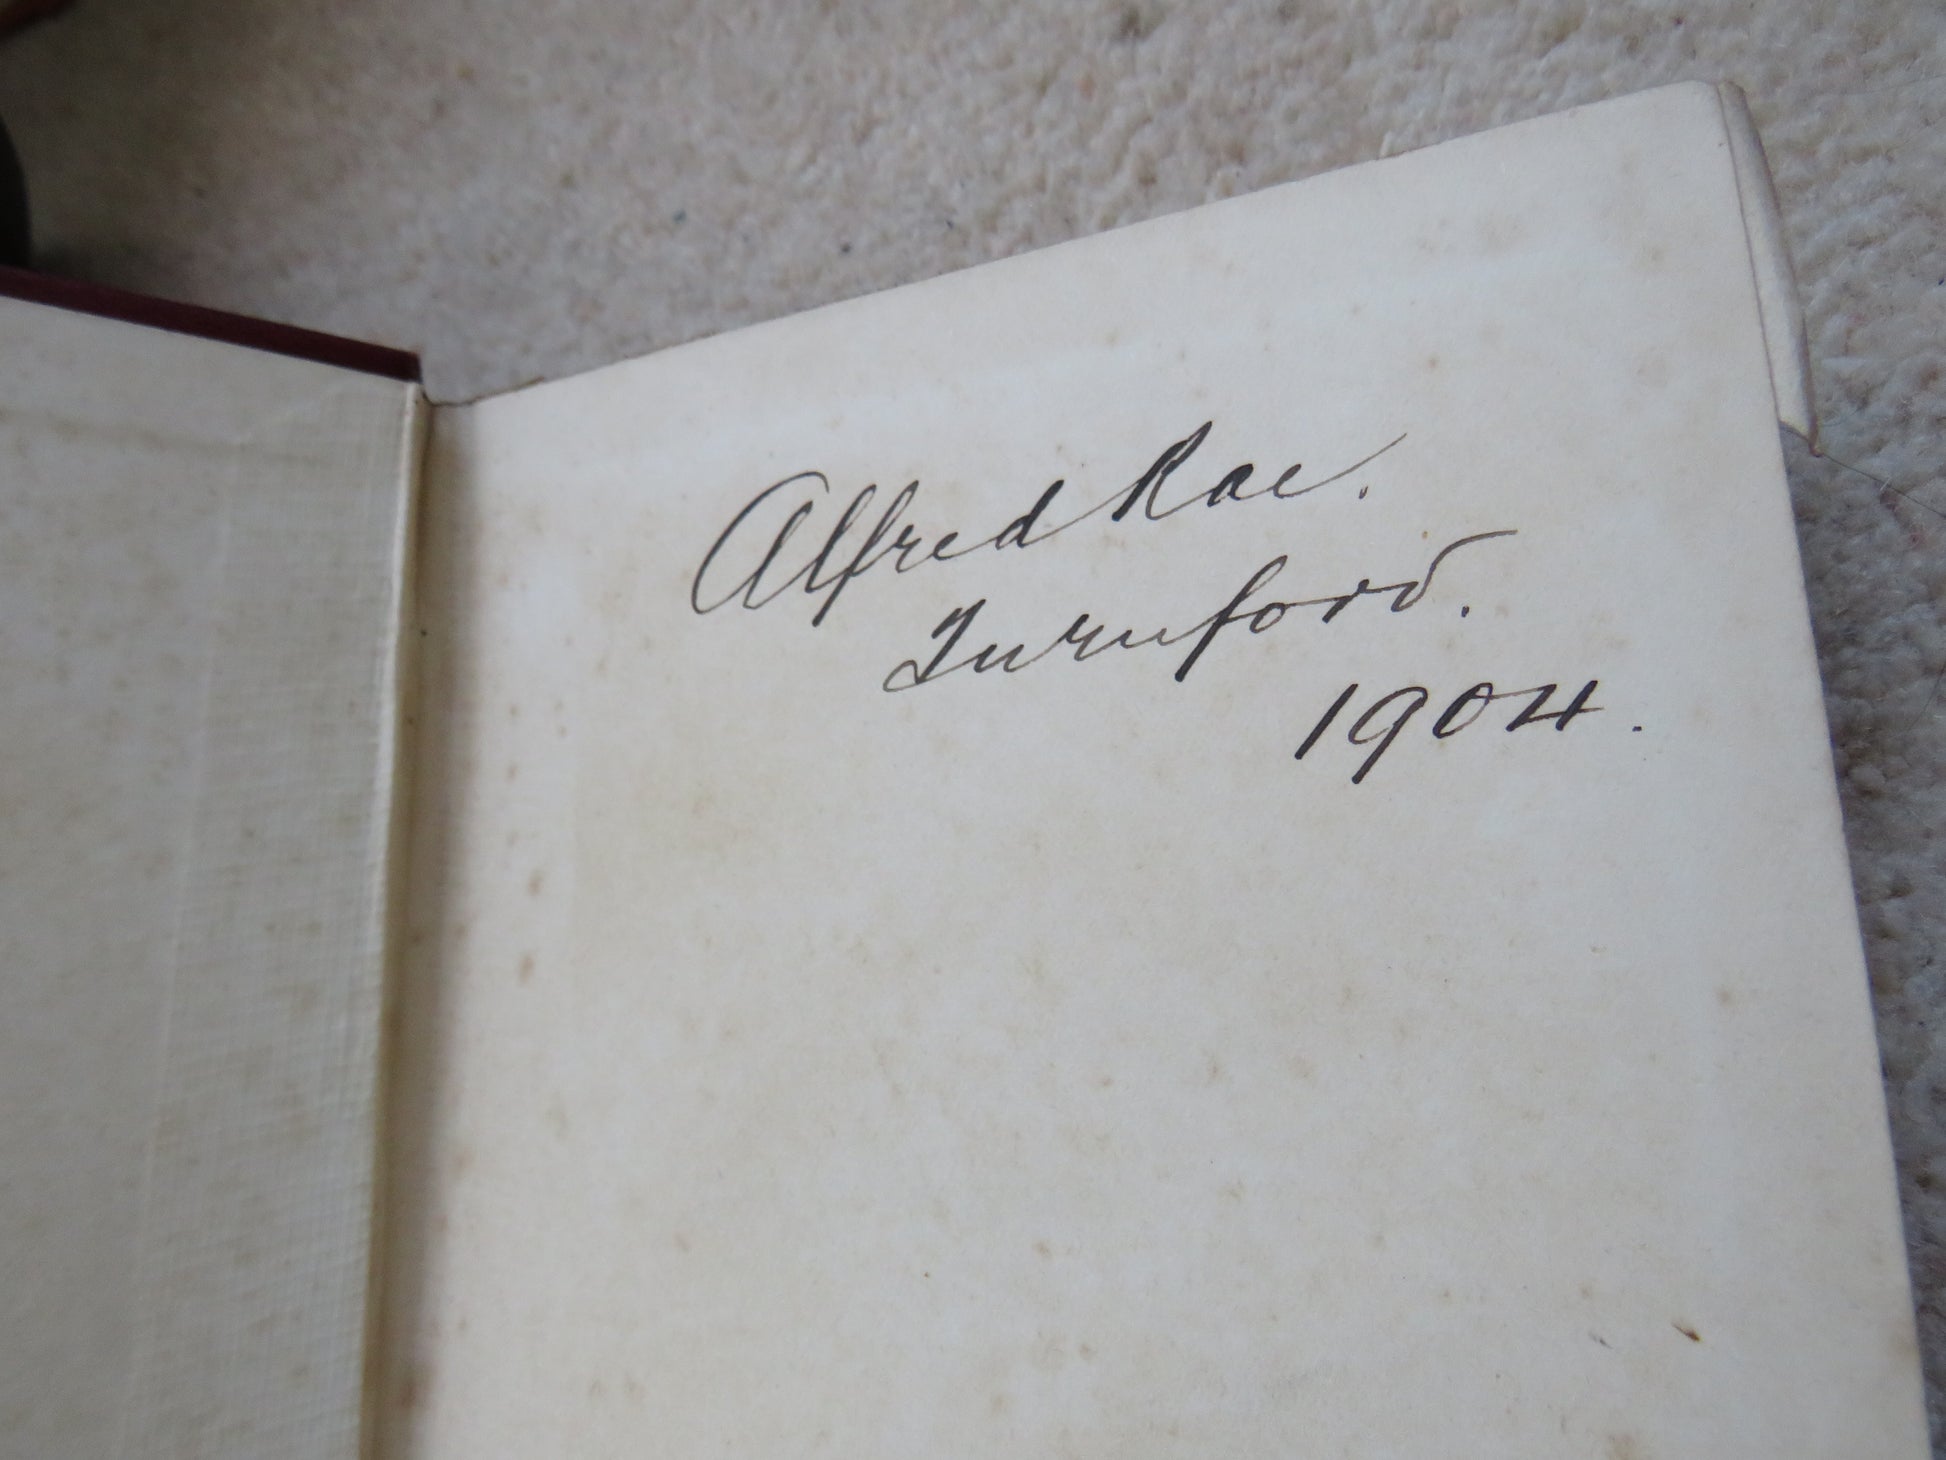 Alfred Rae.
Turnford.
1904.